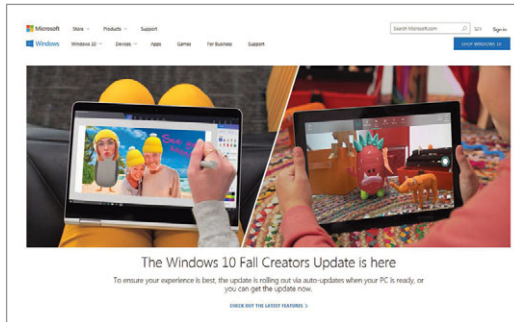 Microsoft Store Products Support Search Microsoft.com Sign in
Windows Windows 10 Devices Apps Games For Business Support SHOP WINDOWS 10
The Windows 10 Fall Creators Update is here
To ensure your experience is best, the update is rolling out via auto-updates when your PC is ready, or
you can get the update now.
CHECK OUT THE LATEST FEATURES >